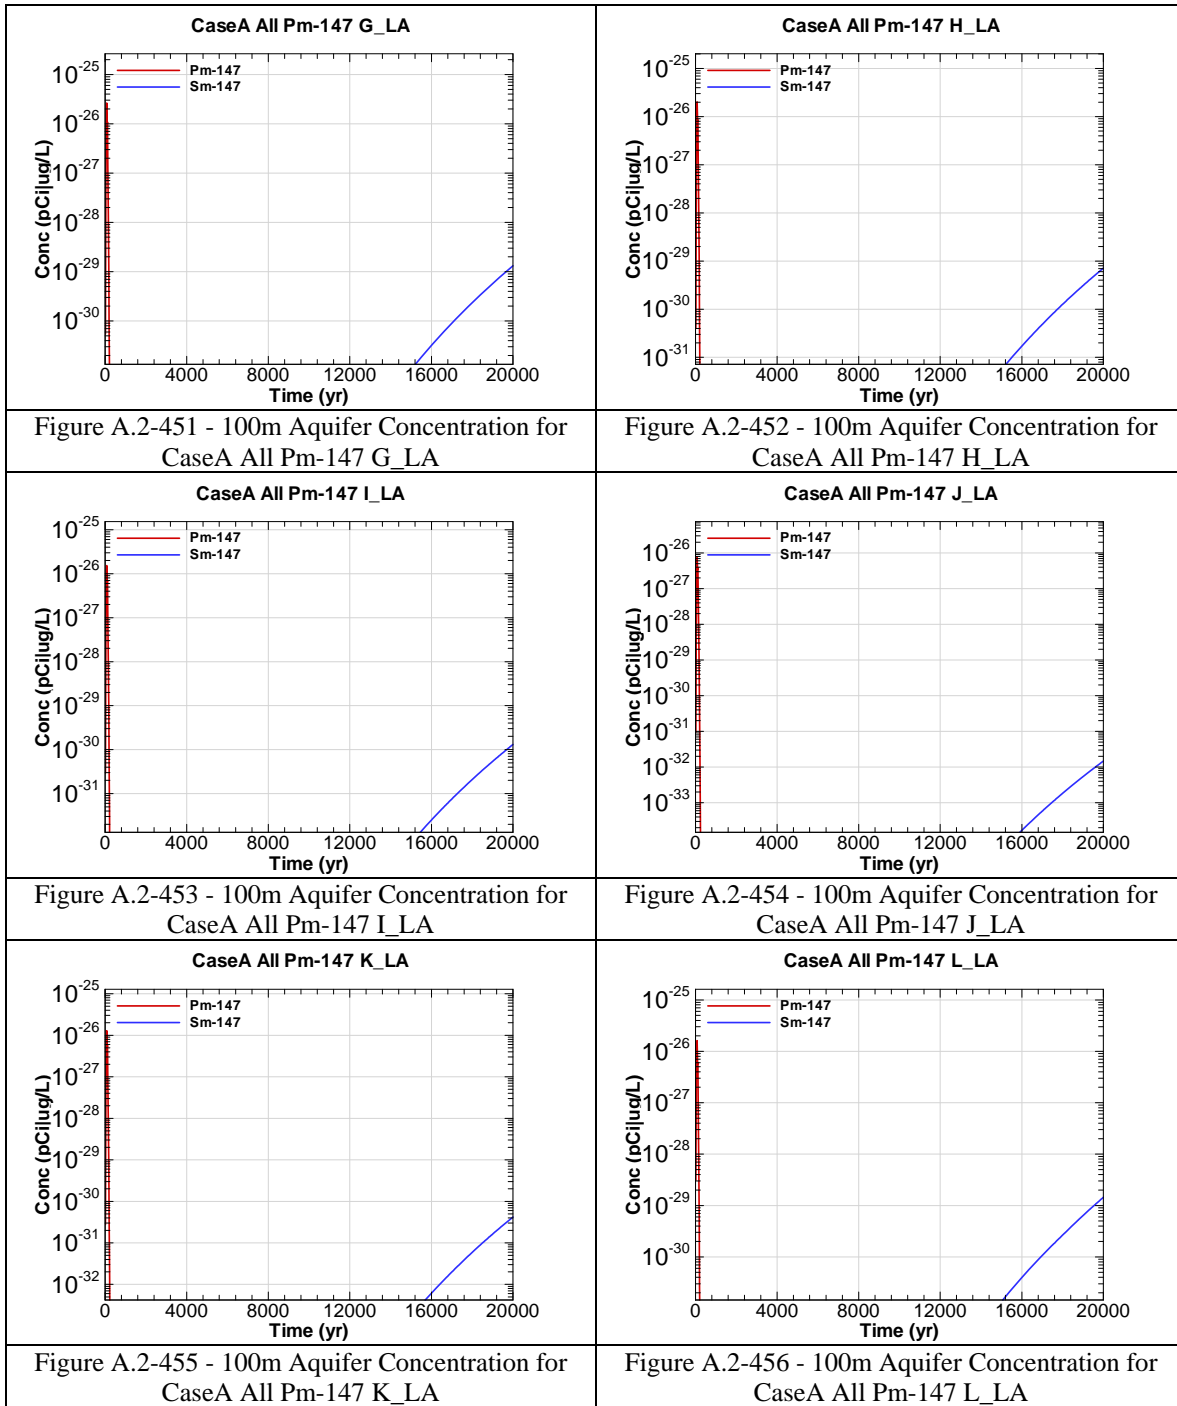 CaseA All Pm-147 G_LA
Pm-147
Sm-147
10-25
10-26
10-27
10-28
10-29
10-30
Conc (pCi|ug/L)
0 4000 8000 12000 16000 20000
Time (yr)
Figure A.2-451 - 100m Aquifer Concentration for
CaseA All Pm-147 G_LA
CaseA All Pm-147 H_LA
Pm-147
Sm-147
10-25
10-26
10-27
10-28
10-29
10-30
10-31
Conc (pCi|ug/L)
0 4000 8000 12000 16000 20000
Time (yr)
Figure A.2-452 - 100m Aquifer Concentration for
CaseA All Pm-147 H_LA
CaseA All Pm-147 I_LA
Pm-147
Sm-147
10-25
10-26
10-27
10-28
10-29
10-30
10-31
Conc (pCi|ug/L)
0 4000 8000 12000 16000 20000
Time (yr)
Figure A.2-453 - 100m Aquifer Concentration for
CaseA All Pm-147 I_LA
CaseA All Pm-147 J_LA
Pm-147
Sm-147
10-26
10-27
10-28
10-29
10-30
10-31
10-32
10-33
Conc (pCi|ug/L)
0 4000 8000 12000 16000 20000
Time (yr)
Figure A.2-454 - 100m Aquifer Concentration for
CaseA All Pm-147 J_LA
CaseA All Pm-147 K_LA
Pm-147
Sm-147
10-25
10-26
10-27
10-28
10-29
10-30
10-31
10-32
Conc (pCi|ug/L)
0 4000 8000 12000 16000 20000
Time (yr)
Figure A.2-455 - 100m Aquifer Concentration for
CaseA All Pm-147 K_LA
CaseA All Pm-147 L_LA
Pm-147
Sm-147
10-25
10-26
10-27
10-28
10-29
10-30
Conc (pCi|ug/L)
0 4000 8000 12000 16000 20000
Time (yr)
Figure A.2-456 - 100m Aquifer Concentration for
CaseA All Pm-147 L_LA